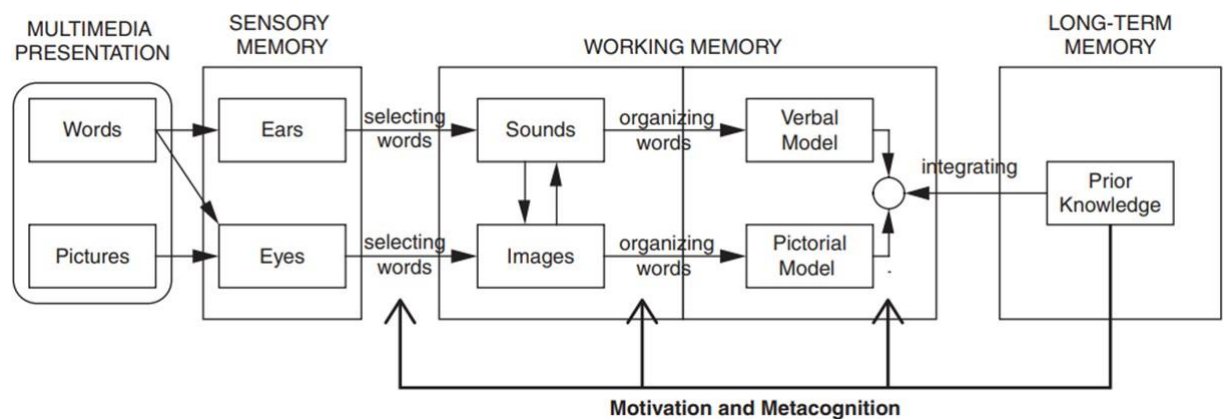 MULTIMEDIA
PRESENTATION
SENSORY
MEMORY
WORKING MEMORY
LONG-TERM
MEMORY
Words
Ears
selecting
words
Sounds
organizing
words
Verbal
Model
integrating
Prior
Knowledge
Pictures
Eyes
selecting
words
Images
organizing
words
Pictorial
Model
Motivation and Metacognition